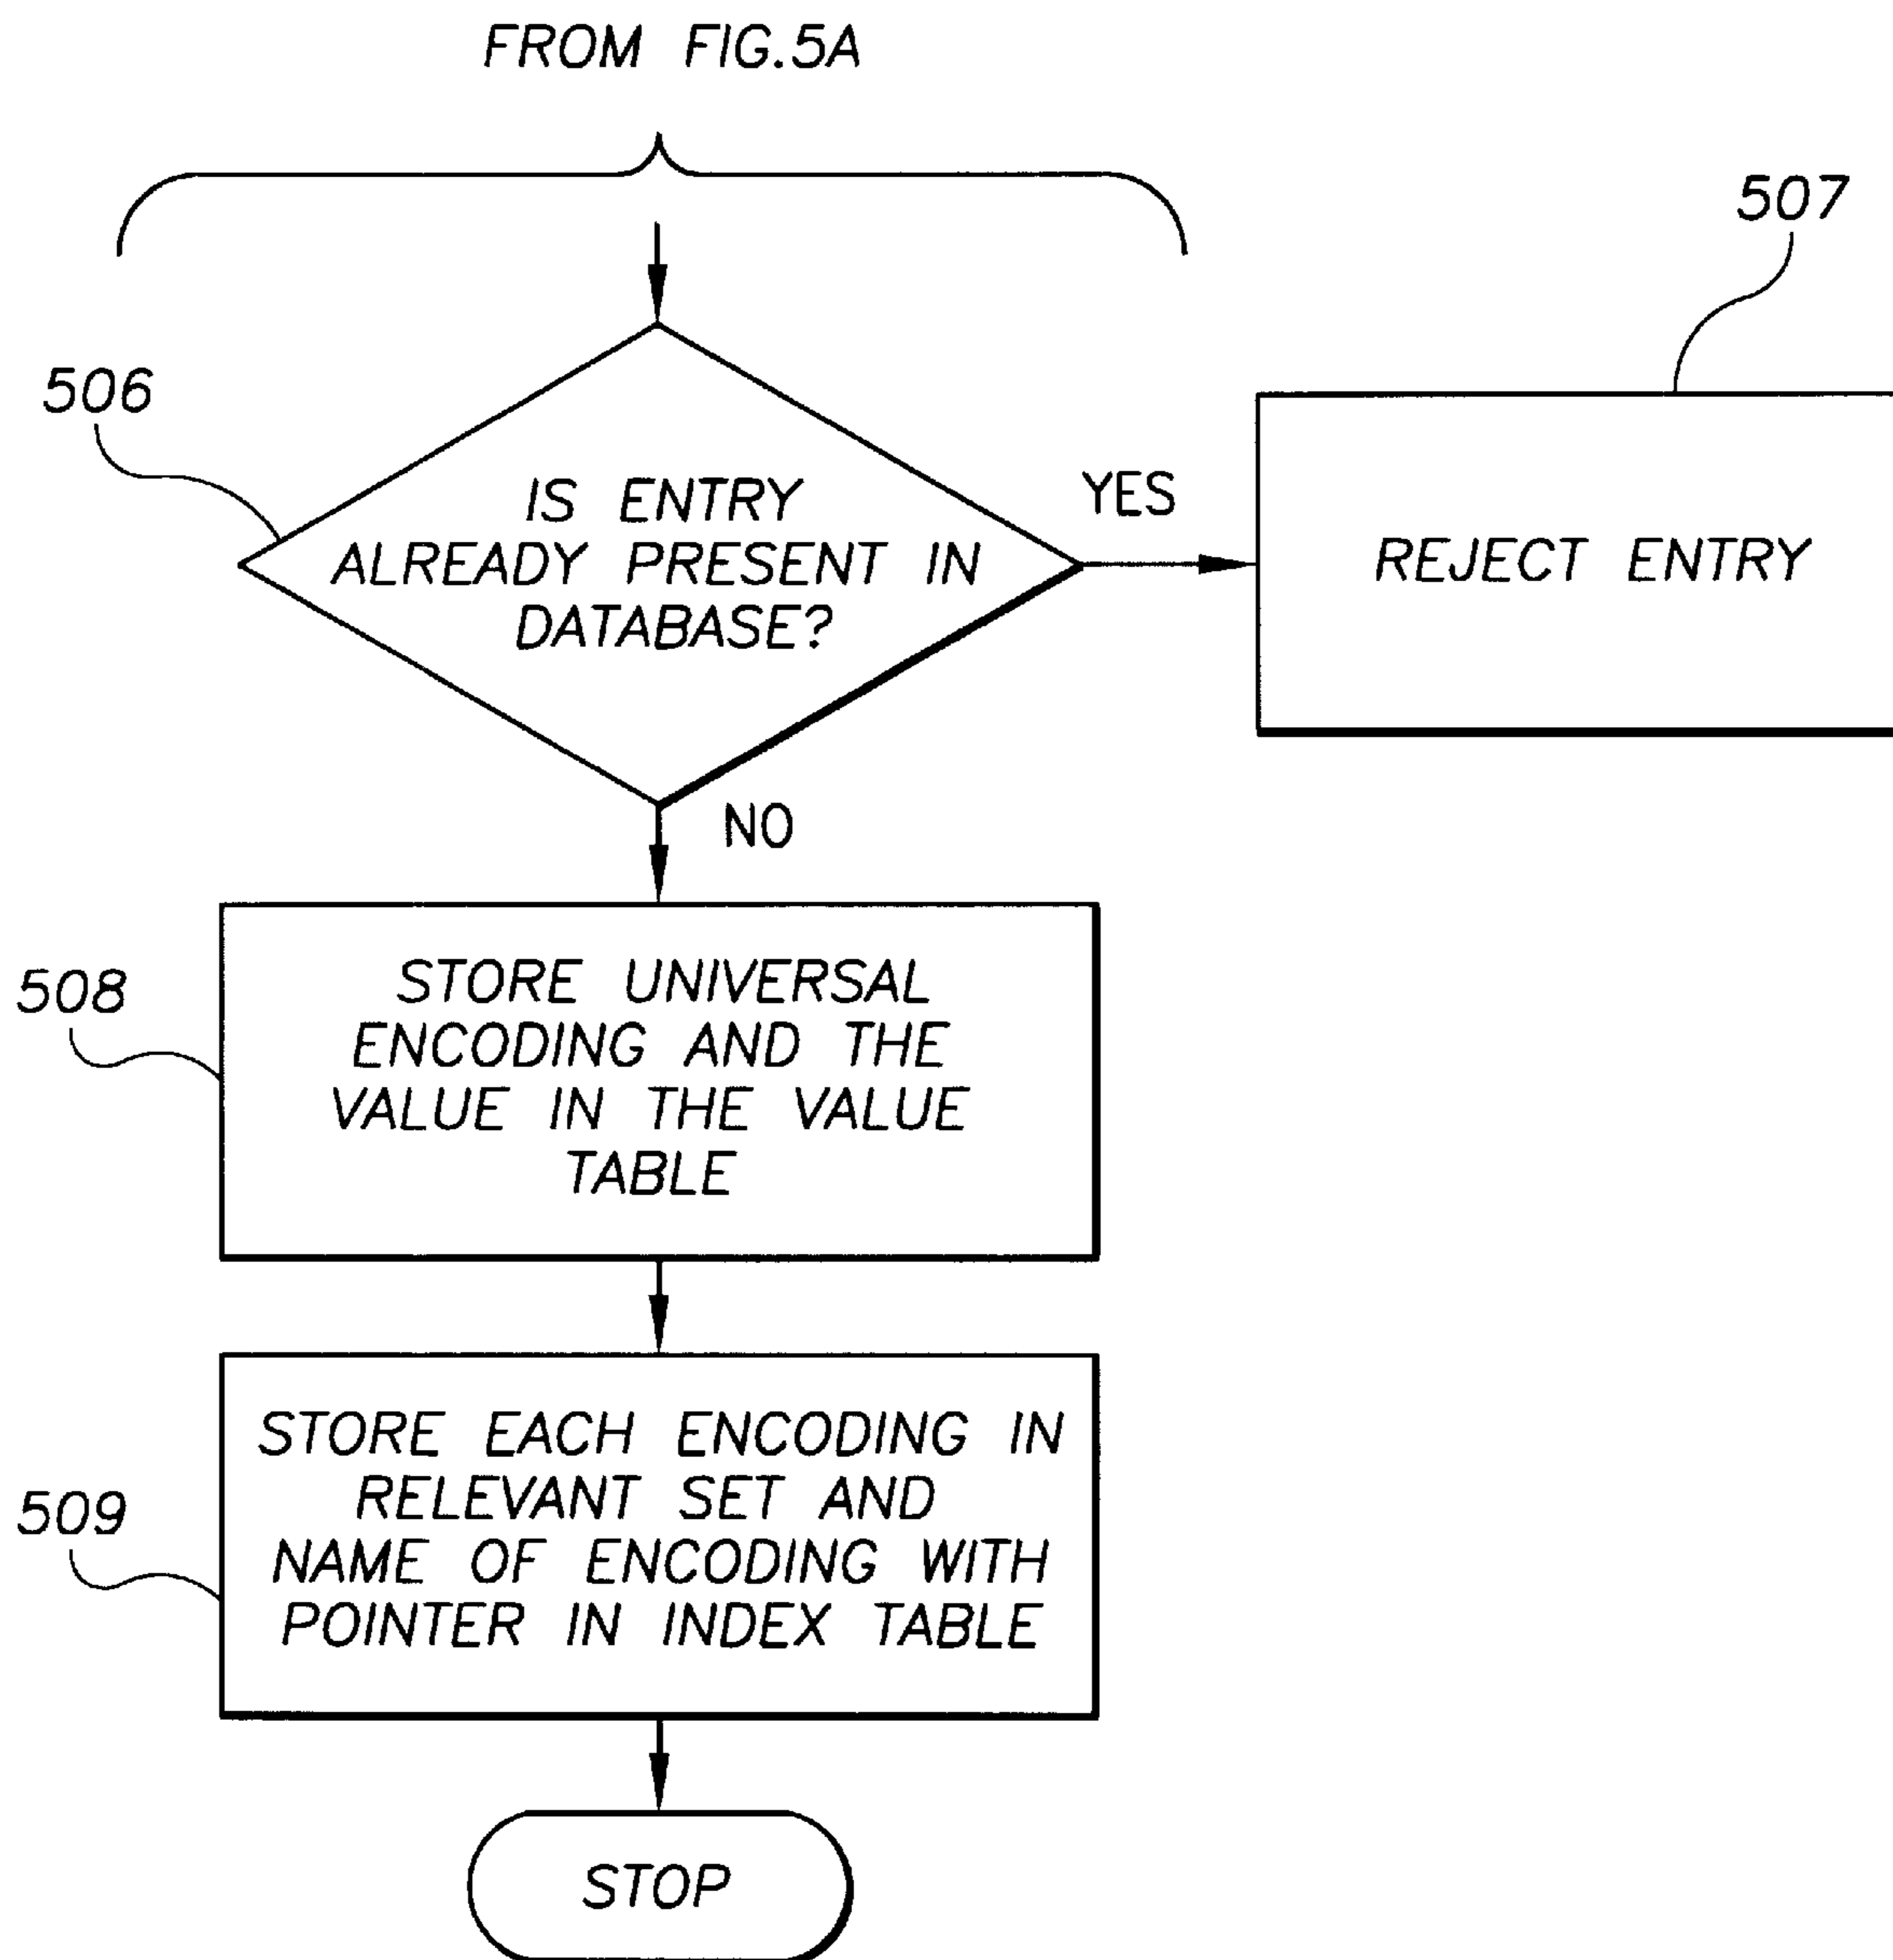 FROM FIG.5A
507
506
IS ENTRY
ALREADY PRESENT IN
DATABASE?
YES
REJECT ENTRY
NO
508
STORE UNIVERSAL
ENCODING AND THE
VALUE IN THE VALUE
TABLE
509
STORE EACH ENCODING IN
RELEVANT SET AND
NAME OF ENCODING WITH
POINTER IN INDEX TABLE
STOP